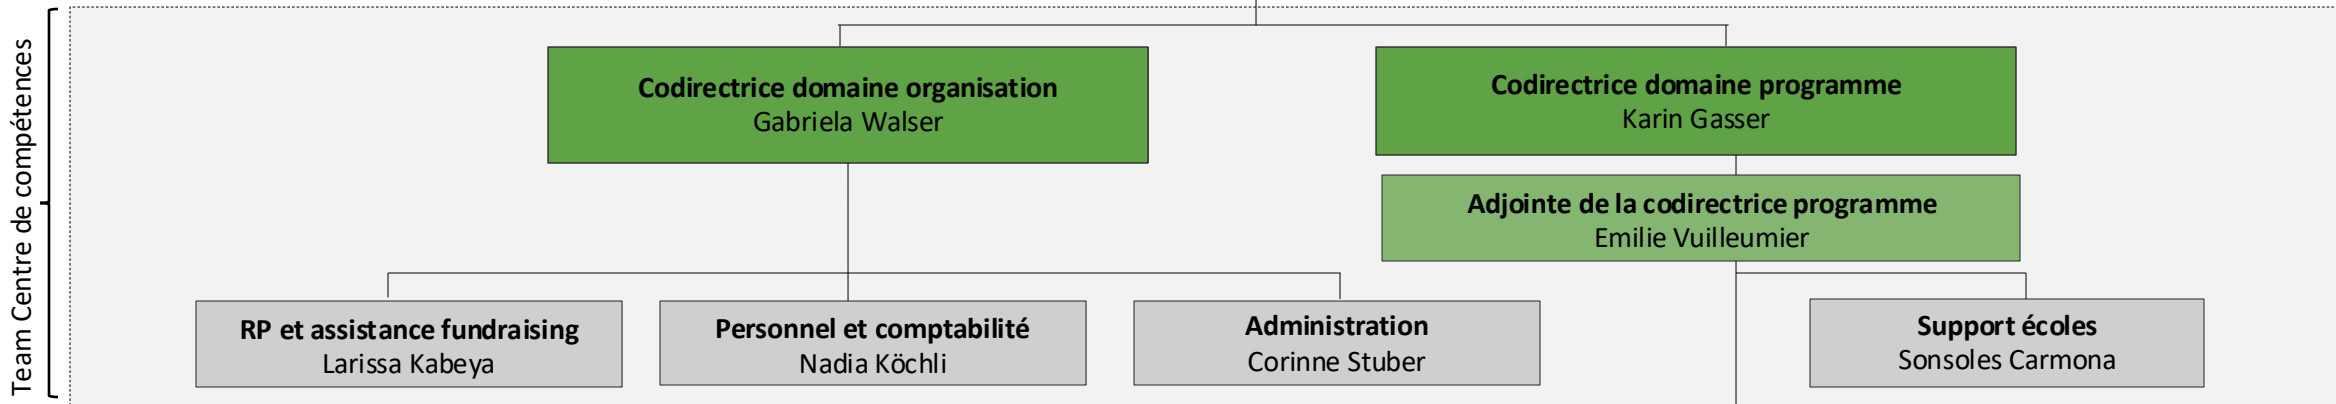 Team Centre de compétences
Codirectrice domaine organisation
Gabriela Walser
Codirectrice domaine programme
Karin Gasser
Adjointe de la codirectrice programme
Emilie Vuilleumier
RP et assistance fundraising
Larissa Kabeya
Personnel et comptabilité
Nadia Köchli
Administration
Corinne Stuber
Support écoles
Sonsoles Carmona